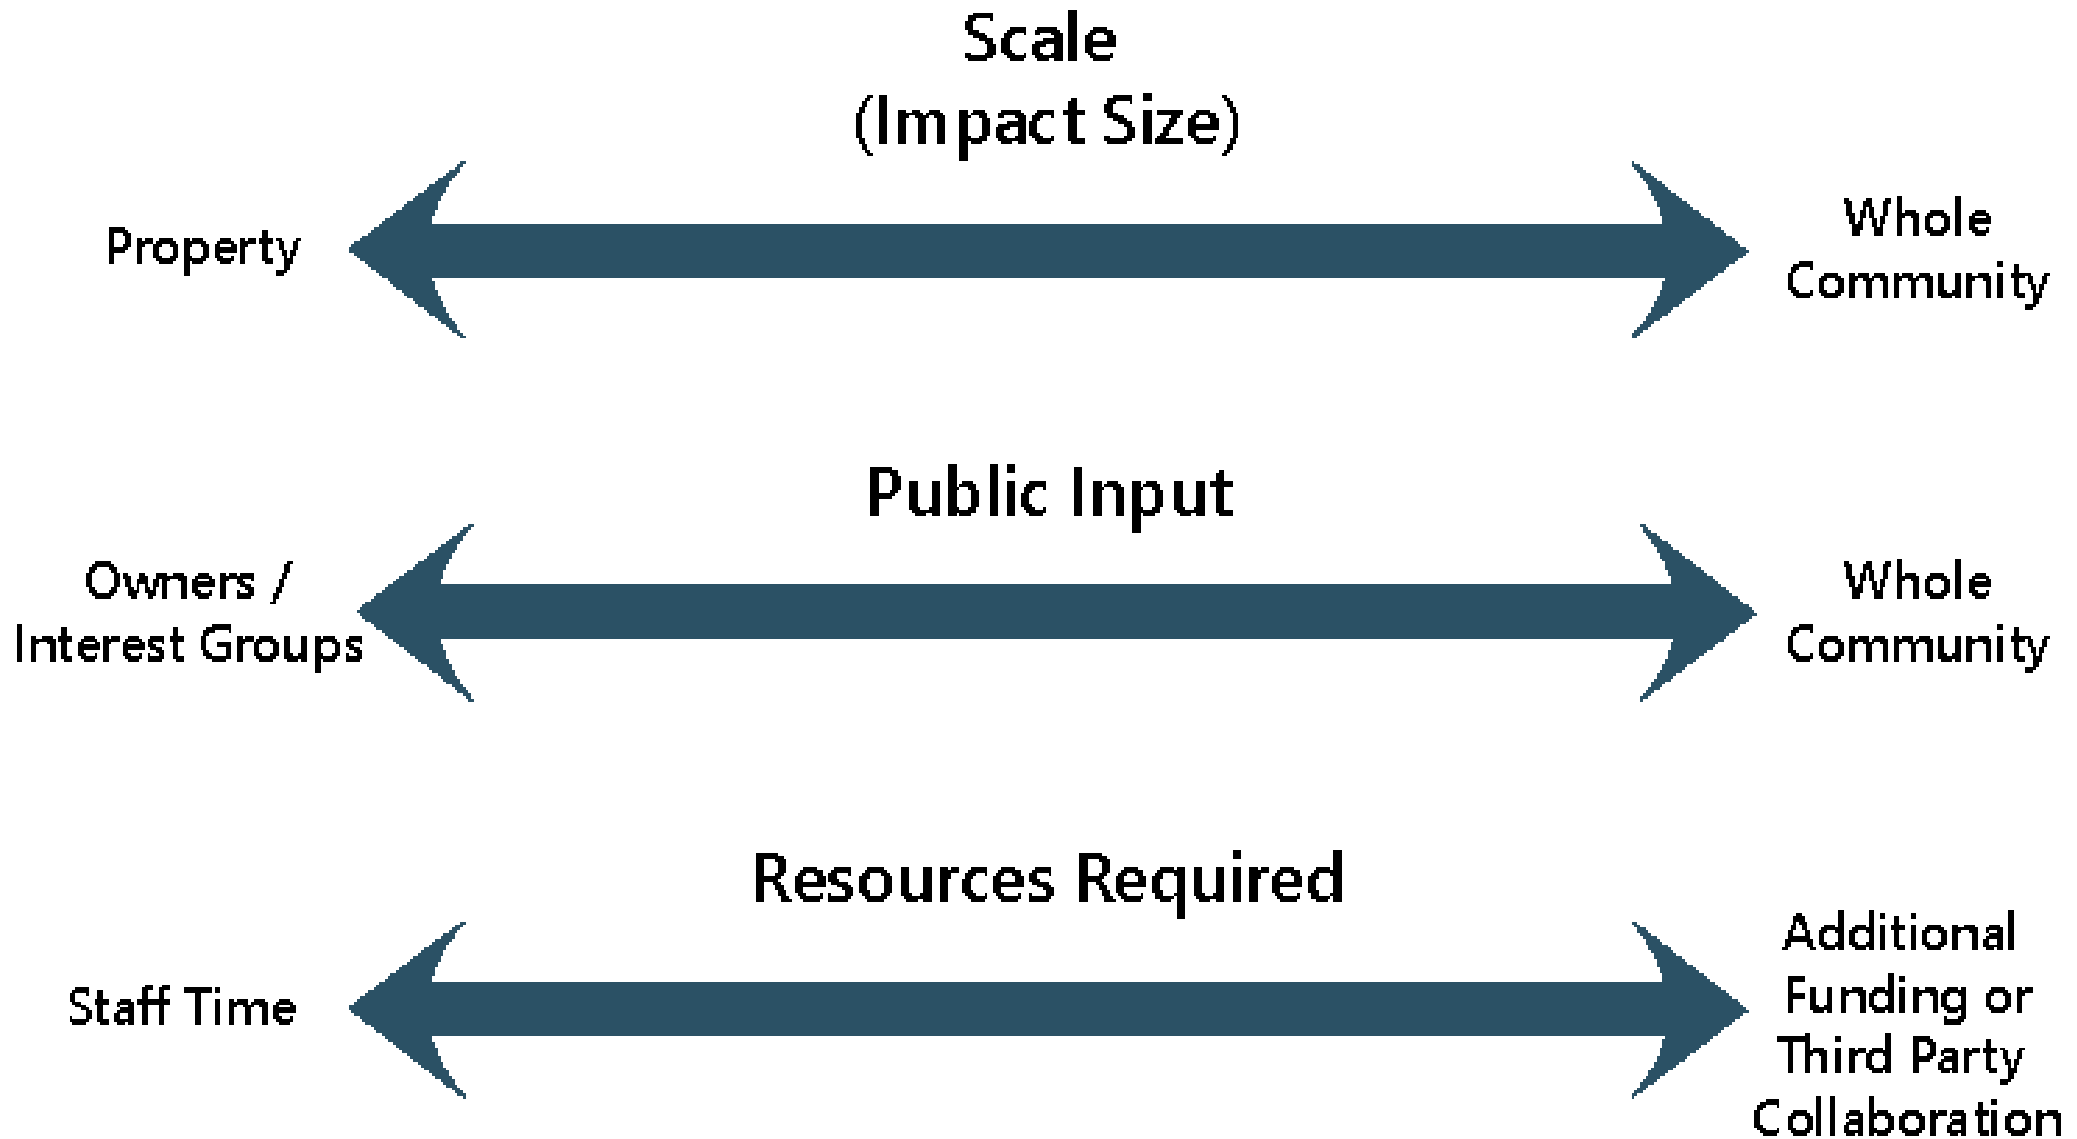 Scale
(Impact Size)
Property
Whole
Community
Public Input
Owners /
Interest Groups
Whole
Community
Resources Required
Staff Time
Additional
Funding or
Third Party
Collaboration